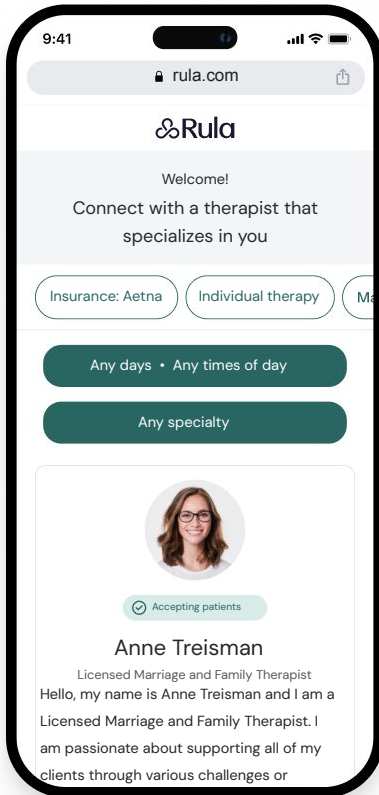 9:41
rula.com
Rula
Welcome!
Connect with a therapist that
specializes in you
Insurance: Aetna
Individual therapy
Ma
Any days • Any times of day
Any specialty
Accepting patients
Anne Treisman
Licensed Marriage and Family Therapist
Hello, my name is Anne Treisman and I am a
Licensed Marriage and Family Therapist. I
am passionate about supporting all of my
clients through various challenges or